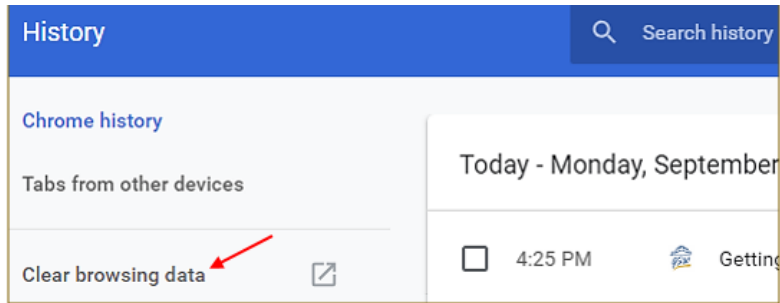 History
Search history
Chrome history
Tabs from other devices
Today - Monday, September
Clear browsing data
4:25 PM
Getting